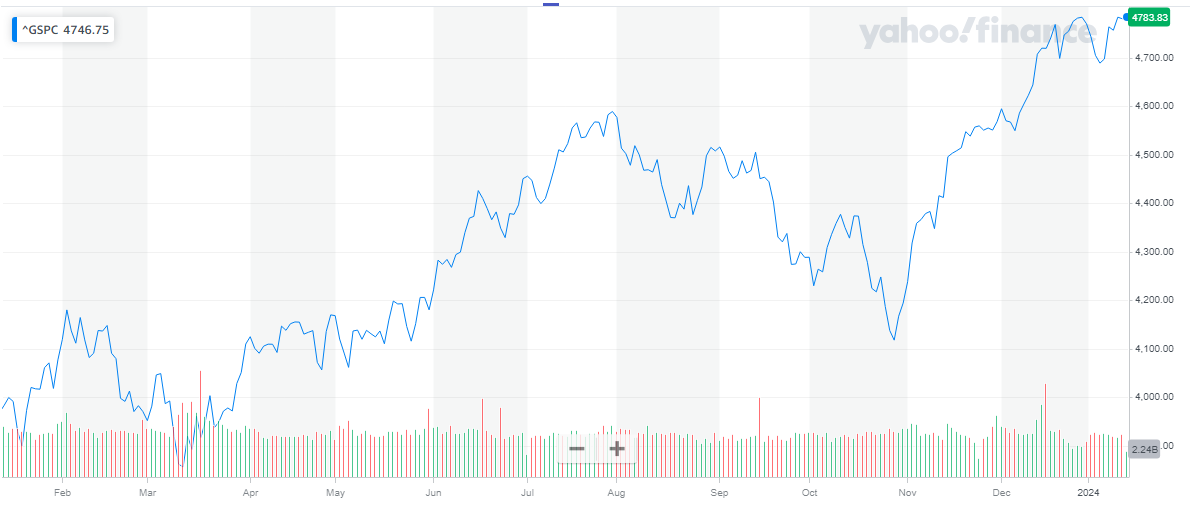 ^GSPC 4746.75
yahoo!finance
4783.83
4,700.00
4,600.00
4,500.00
4,400.00
4,300.00
4,200.00
4,100.00
4,000.00
2.24B
.00
Feb Mar Apr May Jun Jul Aug Sep Oct Nov Dec 2024